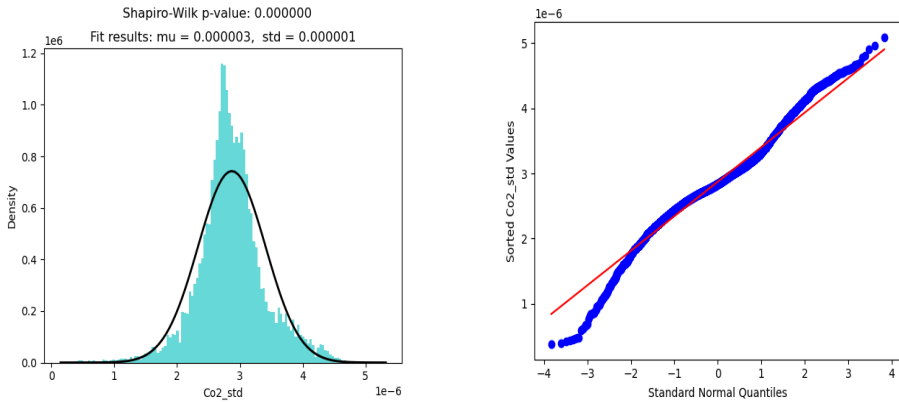 Shapiro-Wilk p-value: 0.000000
Fit results: mu = 0.000003,  std = 0.000001
1e6
1.2
1.0
0.8
0.6
0.4
0.2
0.0
Density
0 1 2 3 4 5
1e−6
Co2_std
1e−6
5
4
3
2
1
Sorted Co2_std Values
−4 −3 −2 −1 0 1 2 3 4
Standard Normal Quantiles